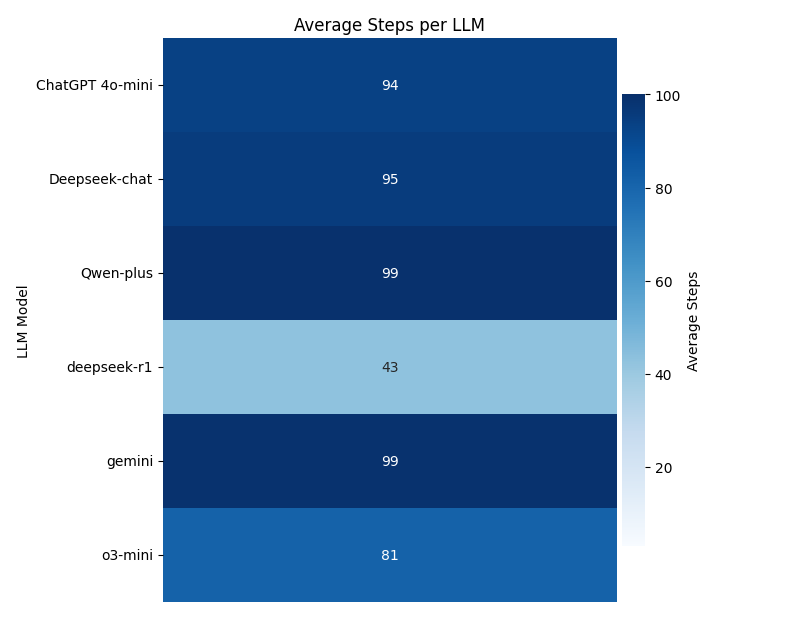 Average Steps per LLM
LLM Model
ChatGPT 4o-mini
94
Deepseek-chat
95
Qwen-plus
99
deepseek-r1
43
gemini
99
o3-mini
81
100
80
60
40
20
Average Steps